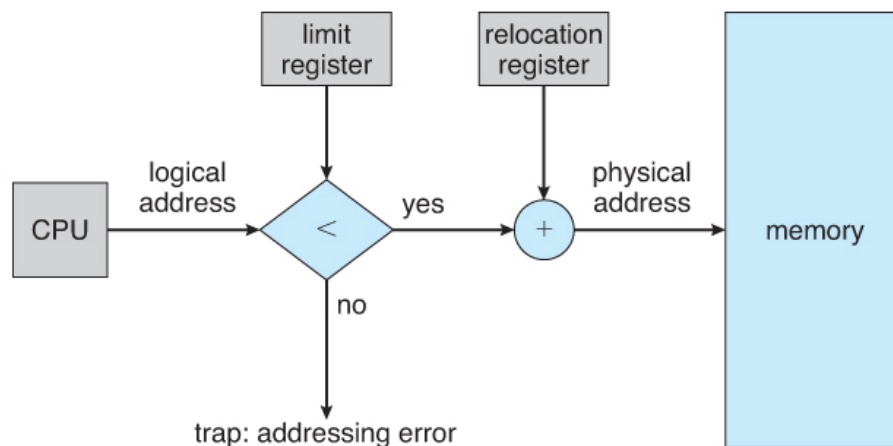 limit
register
relocation
register
logical
address
physical
address
CPU
<
yes
+
memory
no
trap: addressing error